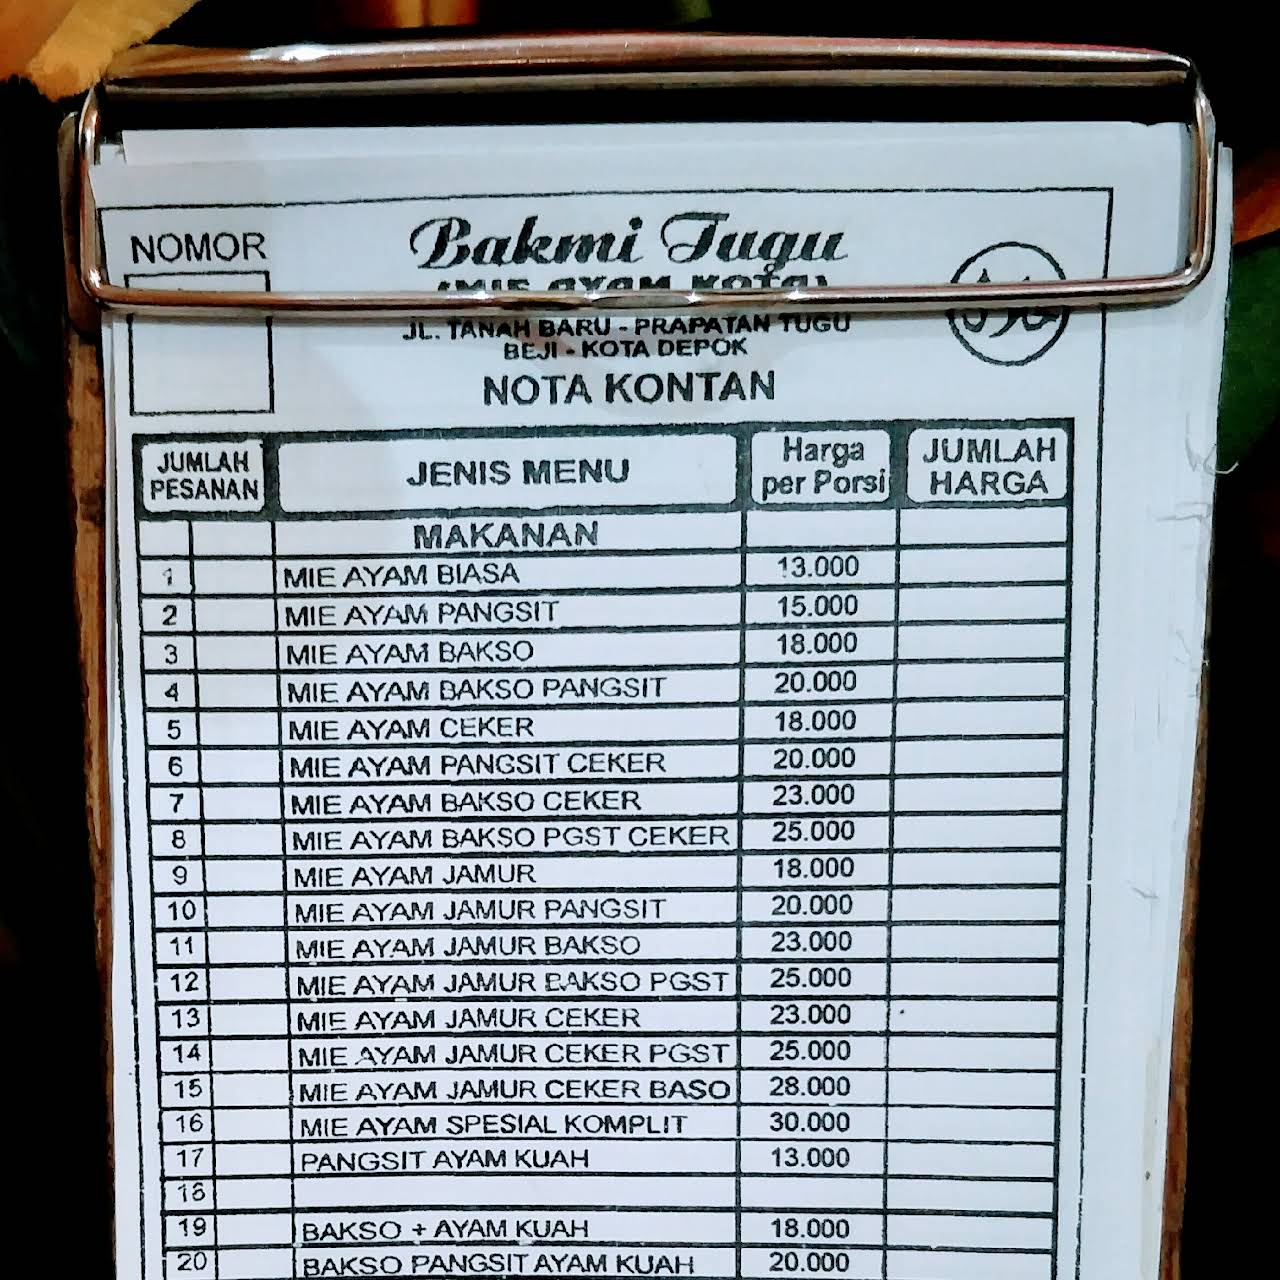 NOMOR
Bakmi Tugu
(MIE AYAM KOTA)
JL. TANAH BARU - PRAPATAN TUGU
BEJI - KOTA DEPOK
NOTA KONTAN
JUMLAH PESANAN JENIS MENU Harga per Porsi JUMLAH HARGA
MAKANAN
1 MIE AYAM BIASA 13.000
2 MIE AYAM PANGSIT 15.000
3 MIE AYAM BAKSO 18.000
4 MIE AYAM BAKSO PANGSIT 20.000
5 MIE AYAM CEKER 18.000
6 MIE AYAM PANGSIT CEKER 20.000
7 MIE AYAM BAKSO CEKER 23.000
8 MIE AYAM BAKSO PGST CEKER 25.000
9 MIE AYAM JAMUR 18.000
10 MIE AYAM JAMUR PANGSIT 20.000
11 MIE AYAM JAMUR BAKSO 23.000
12 MIE AYAM JAMUR BAKSO PGST 25.000
13 MIE AYAM JAMUR CEKER 23.000
14 MIE AYAM JAMUR CEKER PGST 25.000
15 MIE AYAM JAMUR CEKER BASO 28.000
16 MIE AYAM SPESIAL KOMPLIT 30.000
17 PANGSIT AYAM KUAH 13.000
18
19 BAKSO + AYAM KUAH 18.000
20 BAKSO PANGSIT AYAM KUAH 20.000